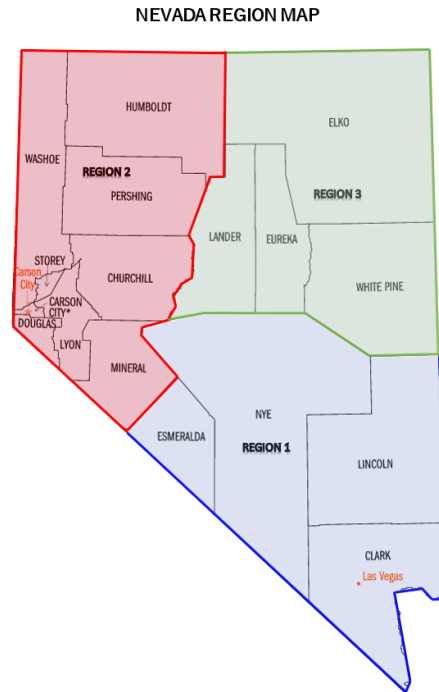 NEVADA REGION MAP
HUMBOLDT
ELKO
WASHOE
REGION 2
PERSHING
REGION 3
LANDER
EUREKA
STOREY
Carson
City
CHURCHILL
WHITE PINE
CARSON
CITY*
DOUGLAS
LYON
MINERAL
NYE
ESMERALDA
REGION 1
LINCOLN
CLARK
Las Vegas